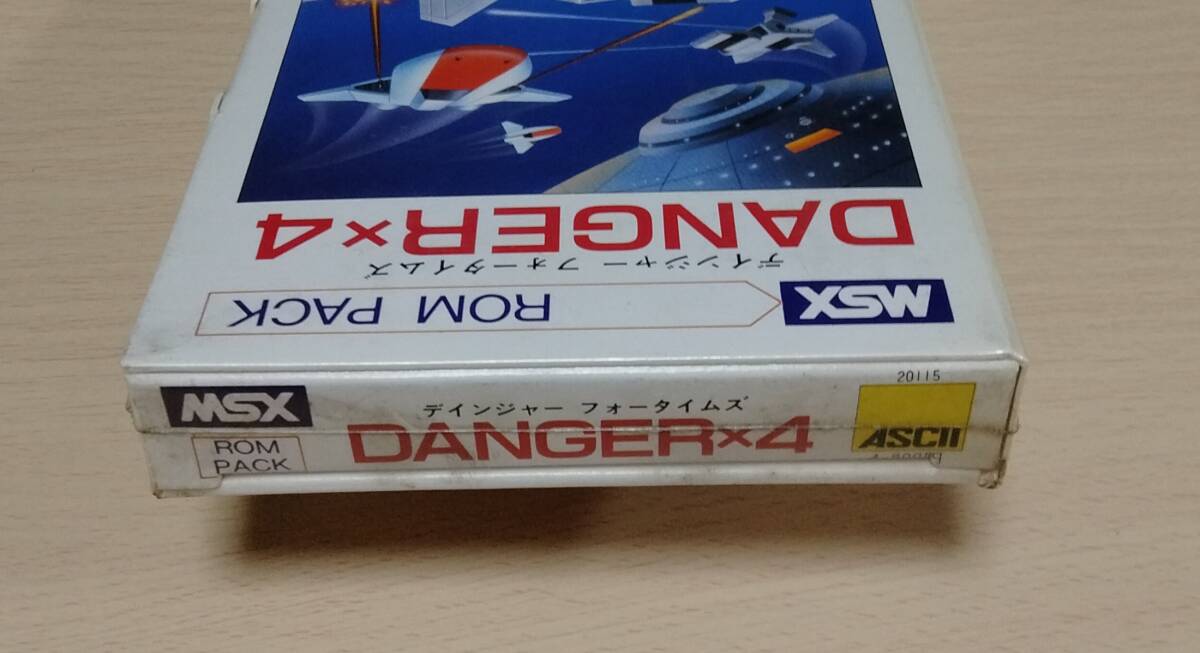 DANGER×4
デインジャー フォータイムズ
MSX
ROM PACK
MSX
ROM
PACK
デインジャー フォータイムズ
DANGER×4
20115
ASCII